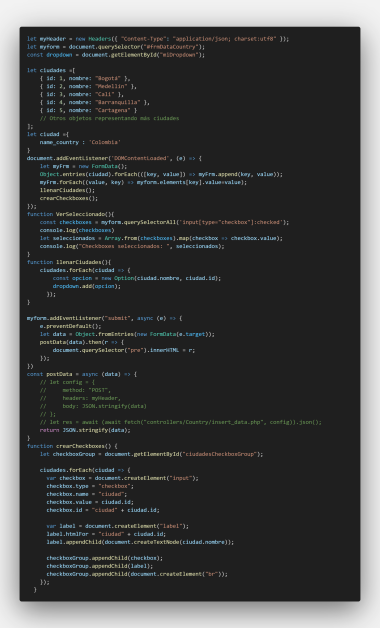 let myHeader = new Headers({ "Content-Type": "application/json; charset:utf8" });
let myform = document.querySelector("#frmDataCountry");
const dropdown = document.getElementById("miDropdown");
let ciudades =[
{ id: 1, nombre: "Bogotá" },
{ id: 2, nombre: "Medellín" },
{ id: 3, nombre: "Cali" },
{ id: 4, nombre: "Barranquilla" },
{ id: 5, nombre: "Cartagena" }
// Otros objetos representando más ciudades
];
let ciudad ={
name_country : 'Colombia'
}
document.addEventListener('DOMContentLoaded', (e) => {
let myFrm = new FormData();
Object.entries(ciudad).forEach(([key, value]) => myFrm.append(key, value));
myFrm.forEach((value, key) => myform.elements[key].value=value);
llenarCiudades();
crearCheckboxes();
});
function VerSeleccionado(){
const checkboxes = myform.querySelectorAll('input[type="checkbox"]:checked');
console.log(checkboxes)
let seleccionados = Array.from(checkboxes).map(checkbox => checkbox.value);
console.log("Checkboxes seleccionados: ", seleccionados);
}
function llenarCiudades(){
ciudades.forEach(ciudad => {
const opcion = new Option(ciudad.nombre, ciudad.id);
dropdown.add(opcion);
});
}
myform.addEventListener("submit", async (e) => {
e.preventDefault();
let data = Object.fromEntries(new FormData(e.target));
postData(data).then(r => {
document.querySelector("pre").innerHTML = r;
});
})
const postData = async (data) => {
// let config = {
// method: "POST",
// headers: myHeader,
// body: JSON.stringify(data)
// };
// let res = await (await fetch("controllers/Country/insert_data.php", config)).json();
return JSON.stringify(data);
}
function crearCheckboxes() {
let checkboxGroup = document.getElementById("ciudadesCheckboxGroup");
ciudades.forEach(ciudad => {
var checkbox = document.createElement("input");
checkbox.type = "checkbox";
checkbox.name = "ciudad";
checkbox.value = ciudad.id;
checkbox.id = "ciudad" + ciudad.id;
var label = document.createElement("label");
label.htmlFor = "ciudad" + ciudad.id;
label.appendChild(document.createTextNode(ciudad.nombre));
checkboxGroup.appendChild(checkbox);
checkboxGroup.appendChild(label);
checkboxGroup.appendChild(document.createElement("br"));
});
}